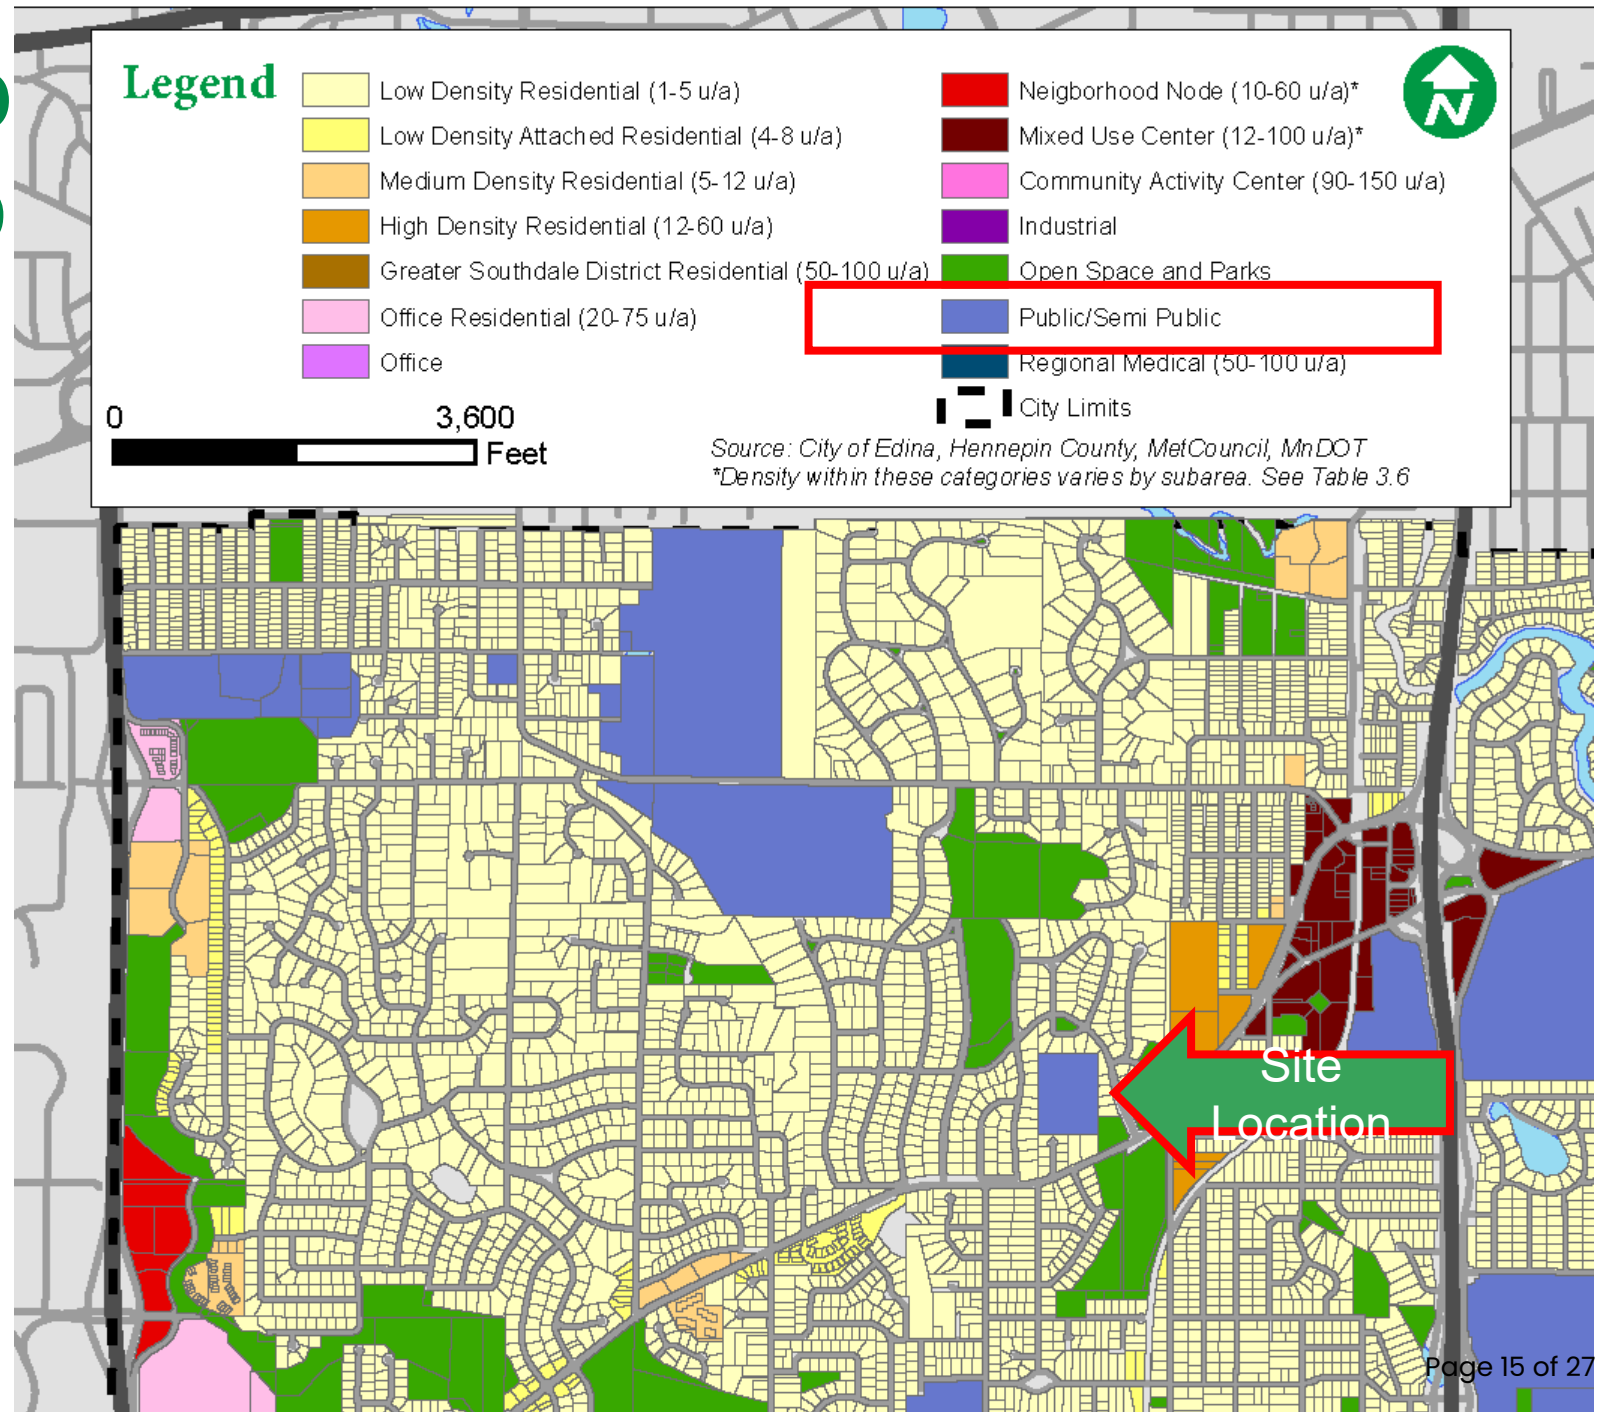 Legend
Low Density Residential (1-5 u/a)
Low Density Attached Residential (4-8 u/a)
Medium Density Residential (5-12 u/a)
High Density Residential (12-60 u/a)
Greater Southdale District Residential (50-100 u/a)
Office Residential (20-75 u/a)
Office
Neigborhood Node (10-60 u/a)*
Mixed Use Center (12-100 u/a)*
Community Activity Center (90-150 u/a)
Industrial
Open Space and Parks
Public/Semi Public
Regional Medical (50-100 u/a)
City Limits
N
0 3,600
Feet
Source: City of Edina, Hennepin County, MetCouncil, MnDOT
*Density within these categories varies by subarea. See Table 3.6
Site
Location
Page 15 of 27